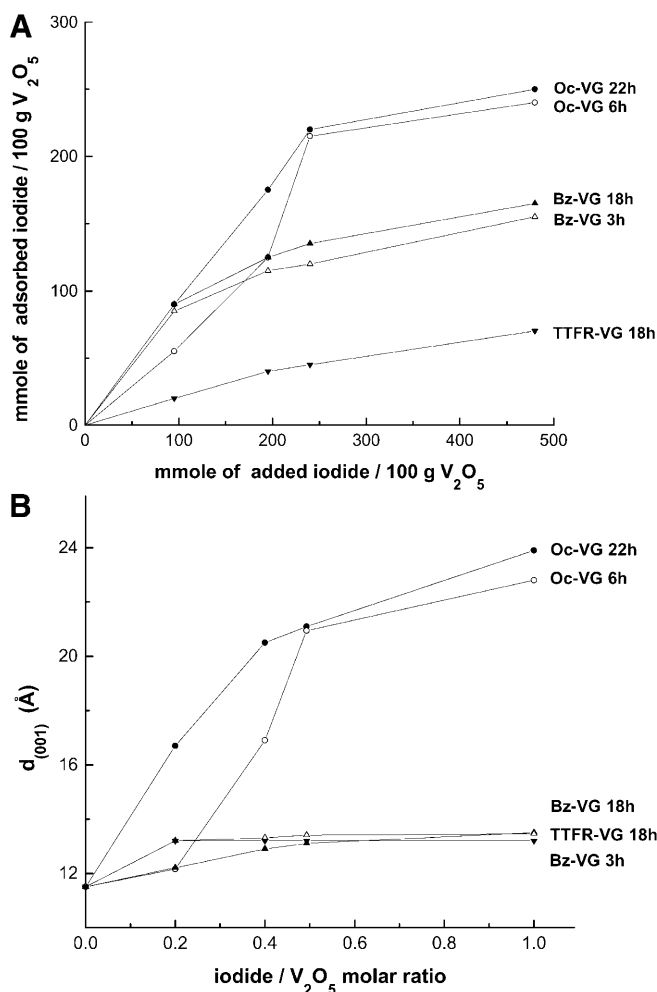 A
300
200
100
0
mmole of adsorbed iodide / 100 g V2O5
Oc-VG 22h
Oc-VG 6h
Bz-VG 18h
Bz-VG 3h
TTFR-VG 18h
0 100 200 300 400 500
mmole of added iodide / 100 g V2O5
B
24
20
16
12
d(001) (Å)
Oc-VG 22h
Oc-VG 6h
Bz-VG 18h
TTFR-VG 18h
Bz-VG 3h
0.0 0.2 0.4 0.6 0.8 1.0
iodide / V2O5 molar ratio